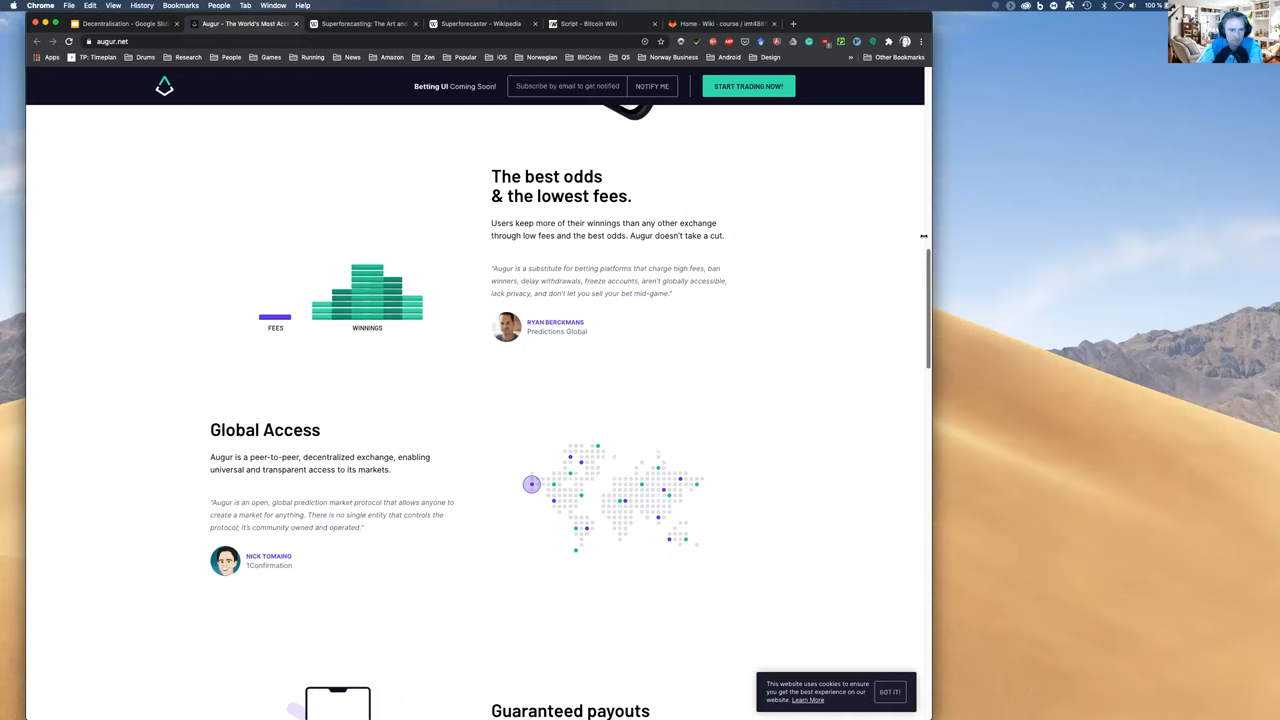 Chrome File Edit View History Bookmarks People Tab Window Help 100 %
Decentralisation - Google Slid
Augur - The World's Most Acc
Superforecasting: The Art and
Superforecaster - Wikipedia
Script - Bitcoin Wiki
Home · Wiki · course / imt48
augur.net
Apps TP: Timeplan Drums Research People Games Running News Amazon Zen Popular iOS Norwegian BitCoins QS Norway Business Android Design » Other Bookmarks
Betting UI Coming Soon!
Subscribe by email to get notified
NOTIFY ME
START TRADING NOW!
The best odds
& the lowest fees.
Users keep more of their winnings than any other exchange
through low fees and the best odds. Augur doesn't take a cut.
"Augur is a substitute for betting platforms that charge high fees, ban
winners, delay withdrawals, freeze accounts, aren't globally accessible,
lack privacy, and don't let you sell your bet mid-game."
RYAN BERCKMANS
Predictions Global
FEES
WINNINGS
Global Access
Augur is a peer-to-peer, decentralized exchange, enabling
universal and transparent access to its markets.
"Augur is an open, global prediction market protocol that allows anyone to
create a market for anything. There is no single entity that controls the
protocol; it's community owned and operated."
NICK TOMAINO
1Confirmation
Guaranteed payouts
This website uses cookies to ensure
you get the best experience on our
website. Learn More
GOT IT!